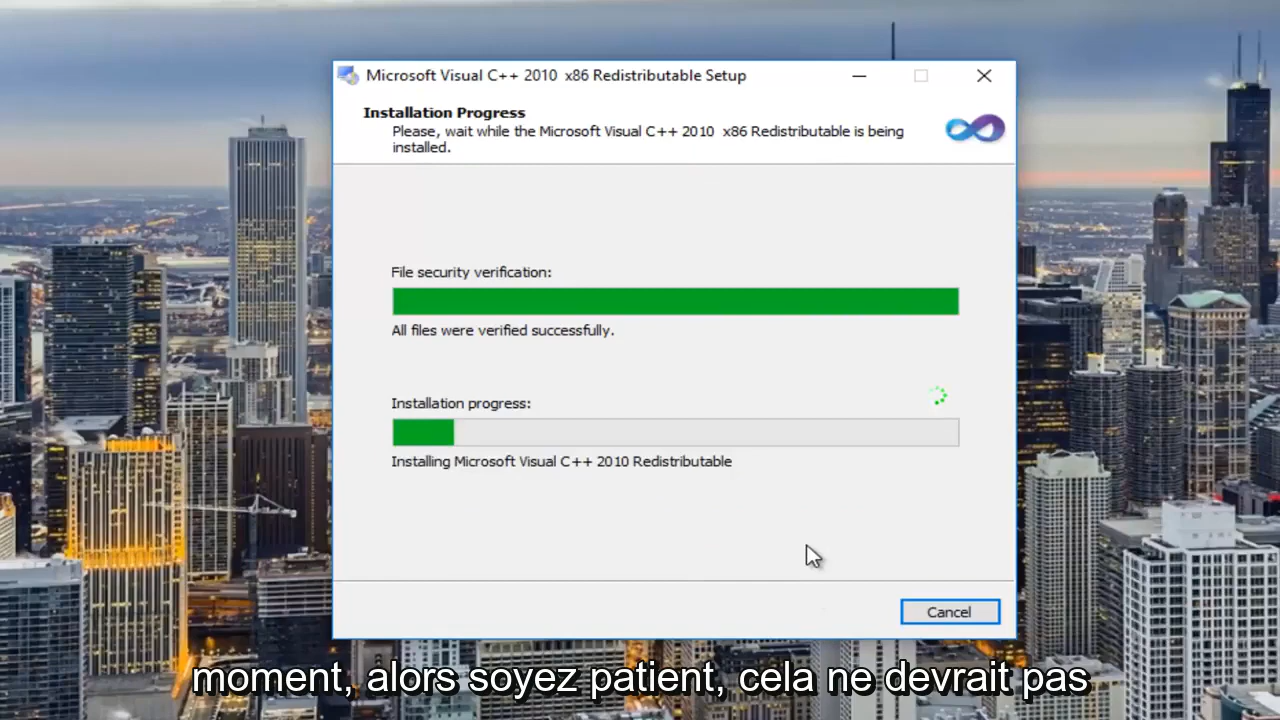 Microsoft Visual C++ 2010  x86 Redistributable Setup
Installation Progress
Please, wait while the Microsoft Visual C++ 2010  x86 Redistributable is being
installed.
File security verification:
All files were verified successfully.
Installation progress:
Installing Microsoft Visual C++ 2010 Redistributable
Cancel
moment, alors soyez patient, cela ne devrait pas